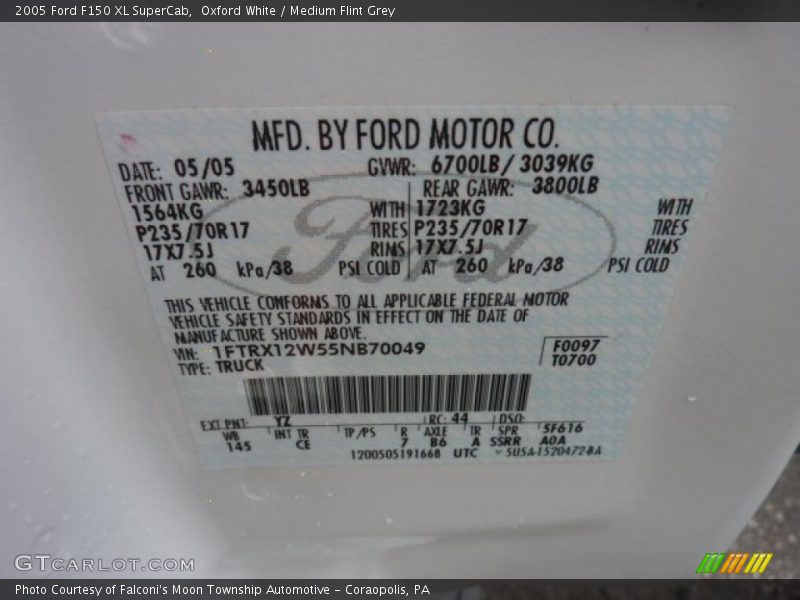 2005 Ford F150 XL SuperCab, Oxford White / Medium Flint Grey
MFD. BY FORD MOTOR CO.
DATE: 05/05 GVWR: 6700LB/ 3039KG
FRONT GAWR: 3450LB REAR GAWR: 3800LB
1564KG WITH 1723KG WITH
P235/70R17 TIRES P235/70R17 TIRES
17X7.5J RIMS 17X7.5J RIMS
AT 260 kPa/38 PSI COLD AT 260 kPa/38 PSI COLD
THIS VEHICLE CONFORMS TO ALL APPLICABLE FEDERAL MOTOR
VEHICLE SAFETY STANDARDS IN EFFECT ON THE DATE OF
MANUFACTURE SHOWN ABOVE.
VIN: 1FTRX12W55NB70049 F0097
TYPE: TRUCK T0700
EXT PNT: YZ RC: 44 DSO:
WB INT TR TP/PS R AXLE TR SPR 5F616
145 CE 7 B6 A SSRR A0A
1200505191668 UTC 5U5A-1520472-BA
Ford
GTCARLOT.COM
Photo Courtesy of Falconi's Moon Township Automotive – Coraopolis, PA